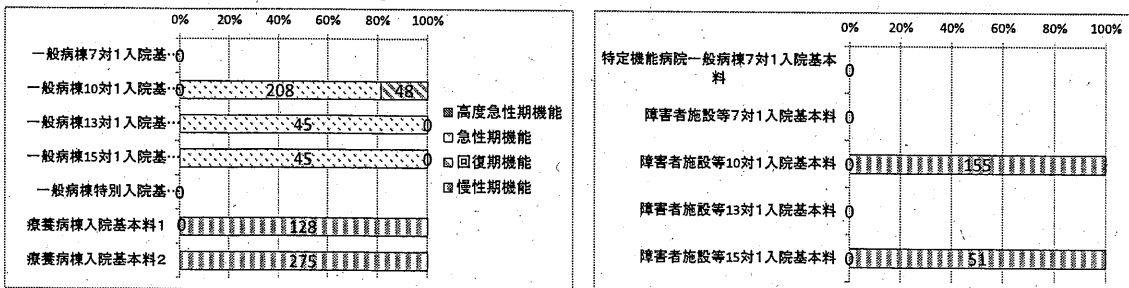 0% 20% 40% 60% 80% 100%
一般病棟7対1入院基… 0
一般病棟10対1入院基… 0 208 48
一般病棟13対1入院基… 45 0
一般病棟15対1入院基… 45 0
一般病棟特別入院基… 0
療養病棟入院基本料1 0 128
療養病棟入院基本料2 275
高度急性期機能
急性期機能
回復期機能
慢性期機能
0% 20% 40% 60% 80% 100%
特定機能病院一般病棟7対1入院基本
料 0
障害者施設等7対1入院基本料 0
障害者施設等10対1入院基本料 0 155
障害者施設等13対1入院基本料 0
障害者施設等15対1入院基本料 0 51